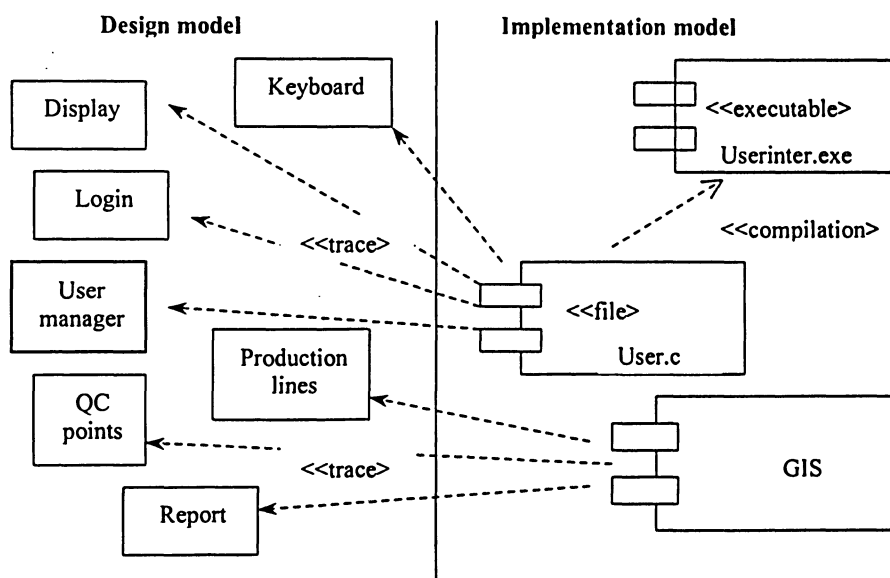 Design model
Implementation model
Keyboard
Display
<<executable>
Userinter.exe
Login
<<trace>
<<compilation>
User
manager
<<file>
User.c
Production
lines
QC
points
<<trace>
GIS
Report